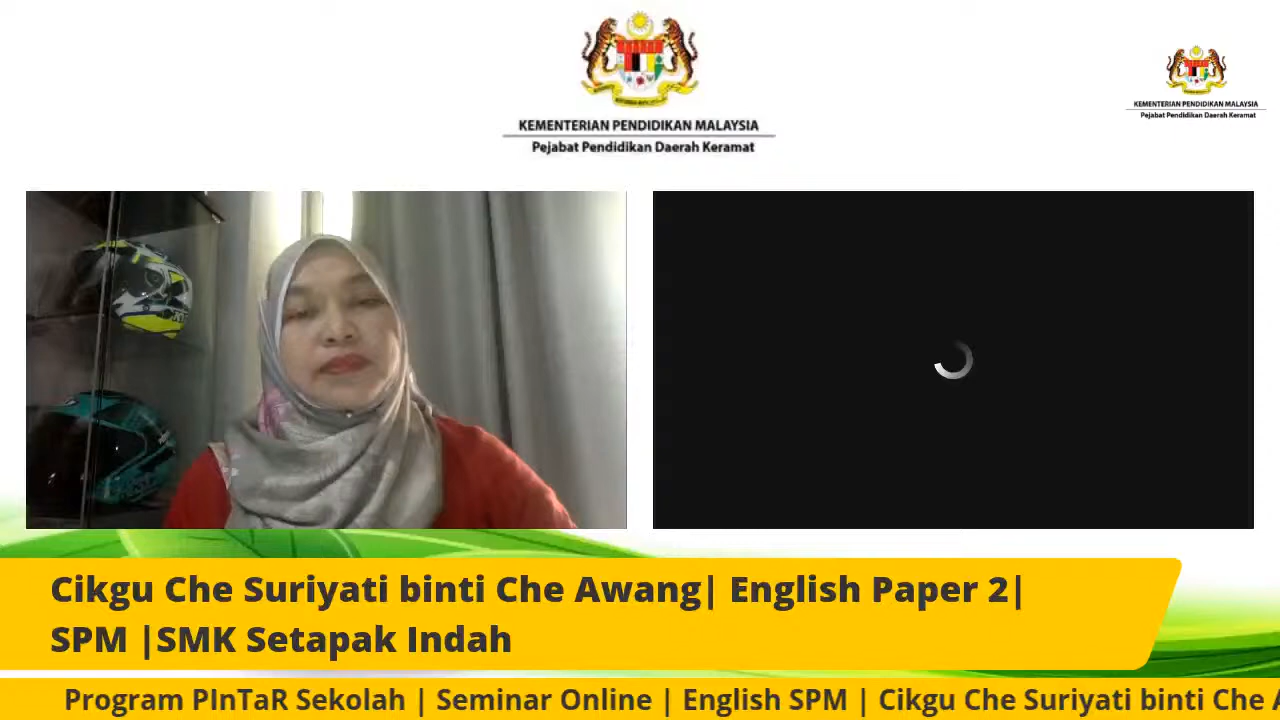 KEMENTERIAN PENDIDIKAN MALAYSIA
Pejabat Pendidikan Daerah Keramat
KEMENTERIAN PENDIDIKAN MALAYSIA
Pejabat Pendidikan Daerah Keramat
Cikgu Che Suriyati binti Che Awang| English Paper 2|
SPM |SMK Setapak Indah
Program PInTaR Sekolah | Seminar Online | English SPM | Cikgu Che Suriyati binti Che